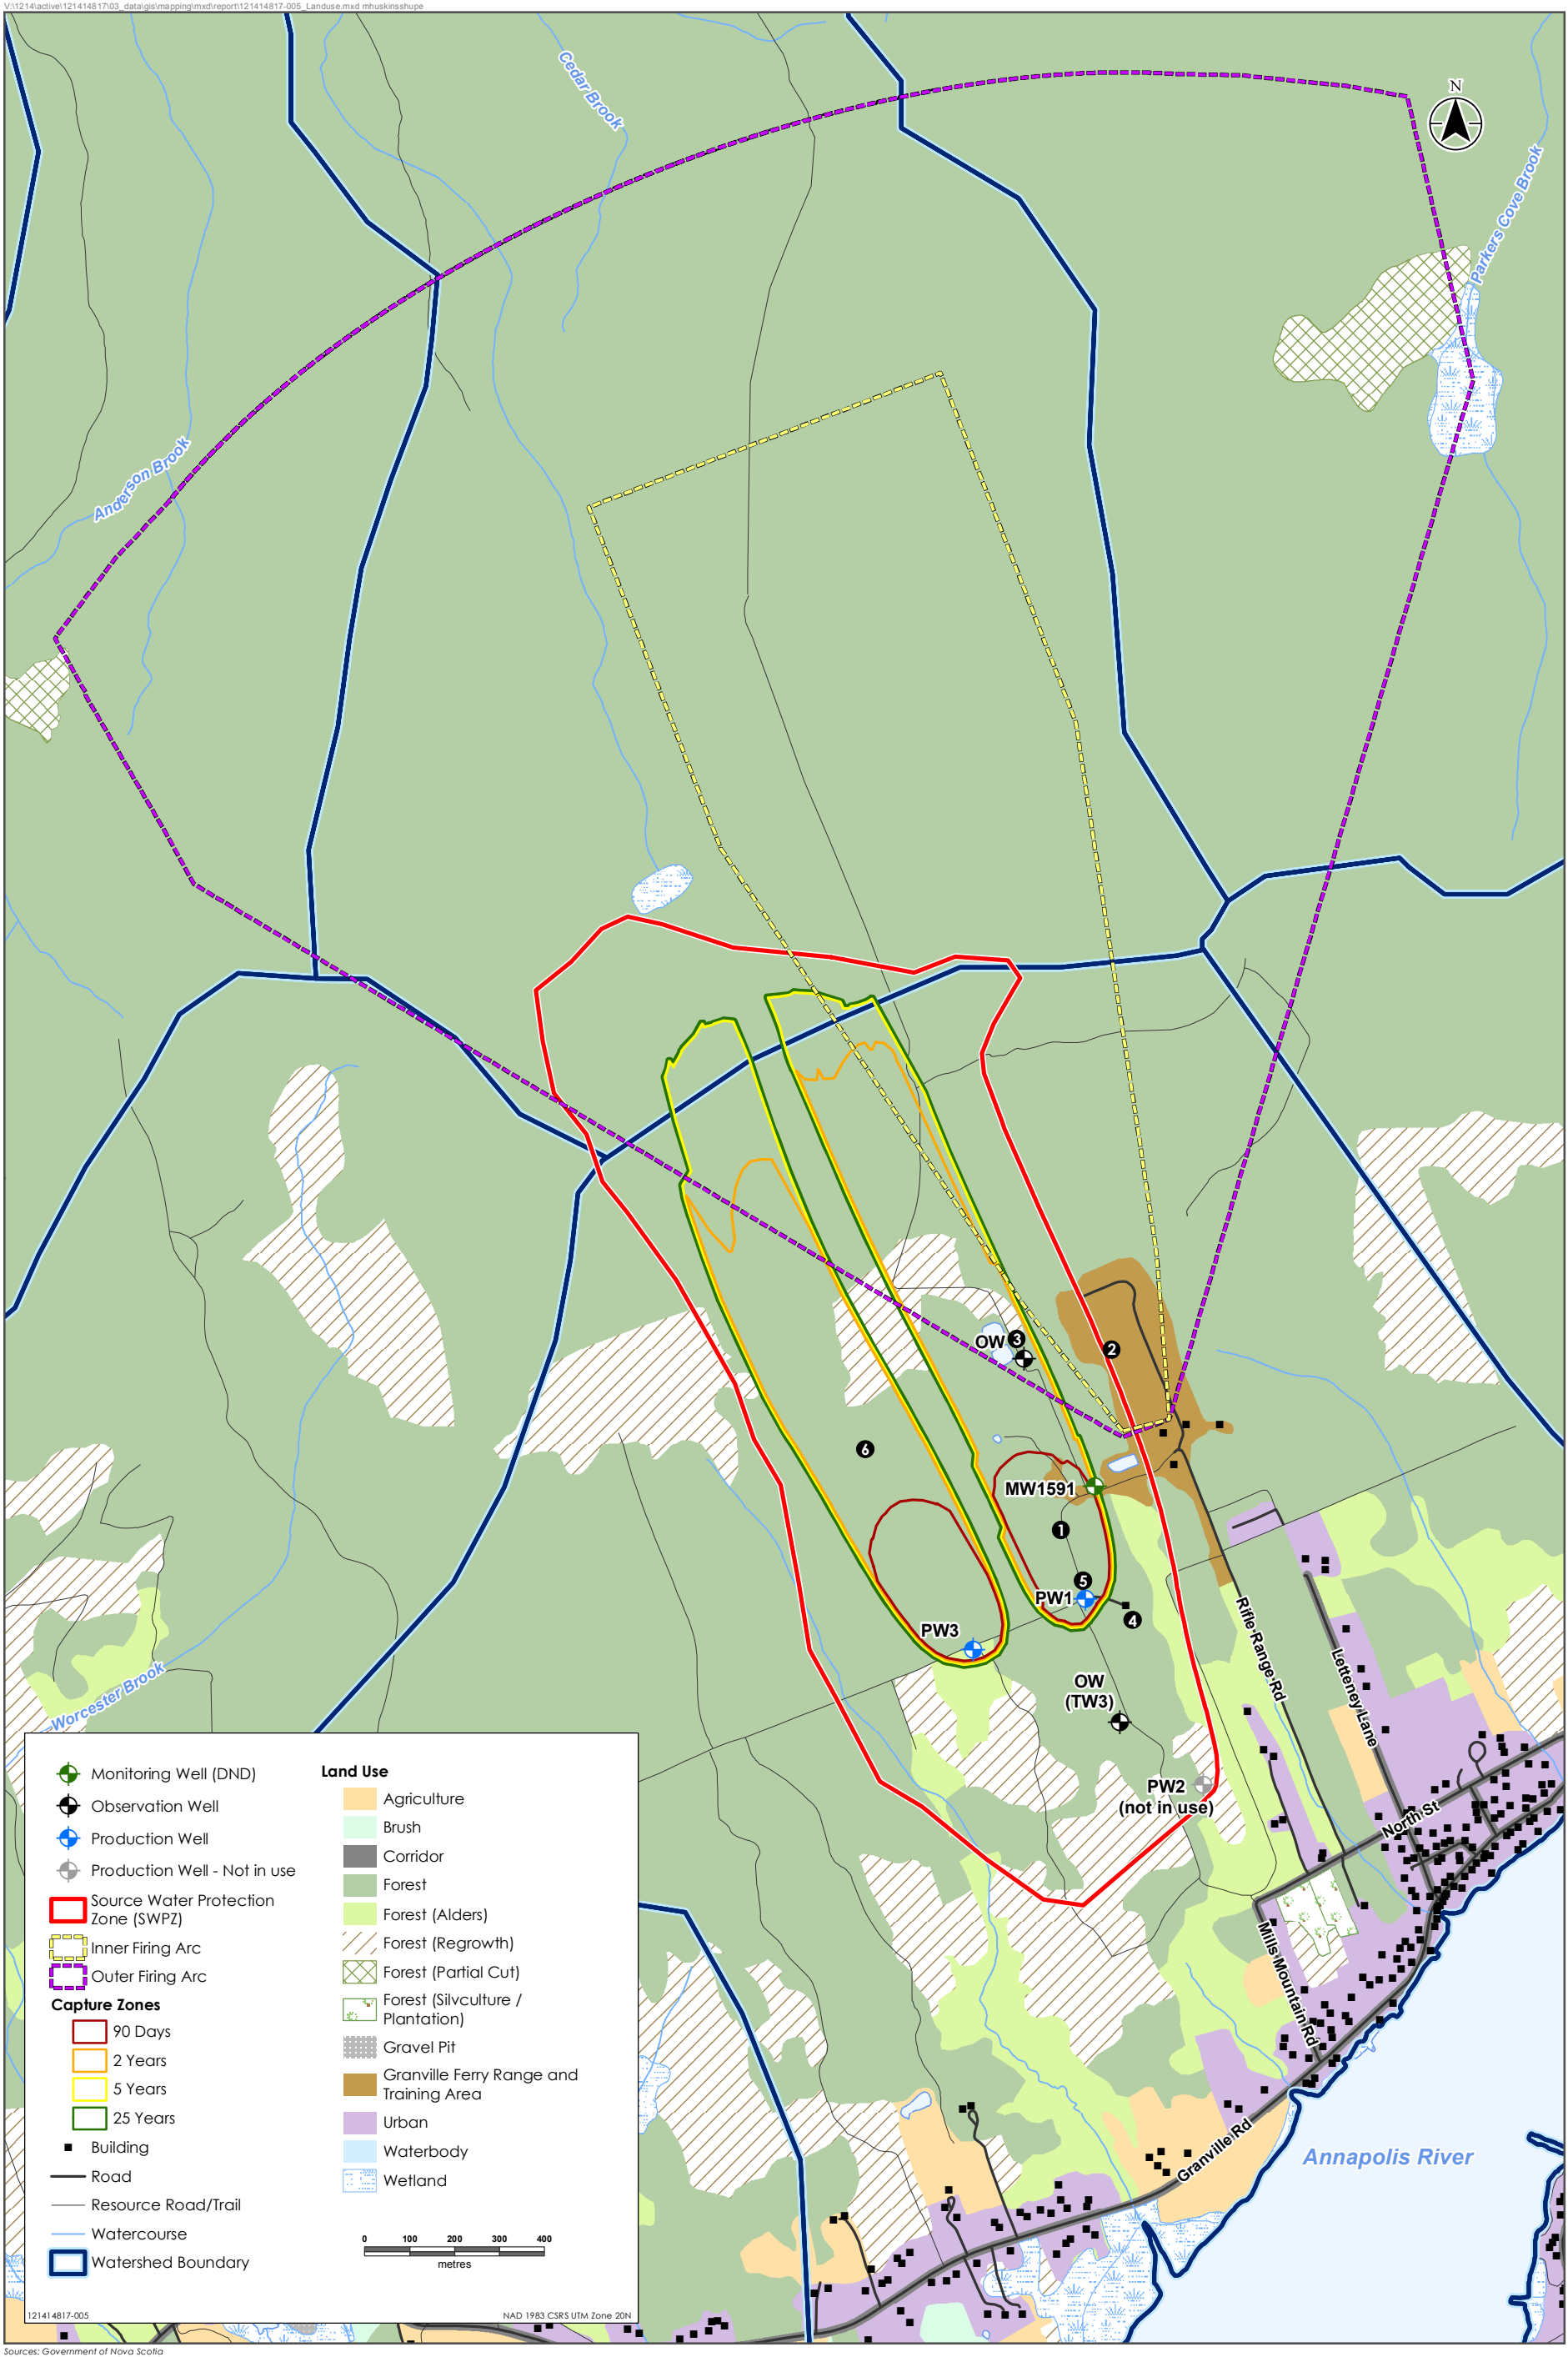 V:\1214\active\121414817\03_data\gis\mapping\mxd\report\121414817-005_Landuse.mxd mhuskinsshupe
Cedar Brook
N
Parkers Cove Brook
Anderson Brook
OW
3
2
6
MW1591
1
5
PW1
4
PW3
Rifle Range Rd
Letteney Lane
OW
(TW3)
Worcester Brook
PW2
(not in use)
North St
Mills Mountain Rd
Granville Rd
Annapolis River
Monitoring Well (DND)
Observation Well
Production Well
Production Well - Not in use
Source Water Protection
Zone (SWPZ)
Inner Firing Arc
Outer Firing Arc
Capture Zones
90 Days
2 Years
5 Years
25 Years
Building
Road
Resource Road/Trail
Watercourse
Watershed Boundary
Land Use
Agriculture
Brush
Corridor
Forest
Forest (Alders)
Forest (Regrowth)
Forest (Partial Cut)
Forest (Silvculture /
Plantation)
Gravel Pit
Granville Ferry Range and
Training Area
Urban
Waterbody
Wetland
0 100 200 300 400
metres
121414817-005
NAD 1983 CSRS UTM Zone 20N
Sources: Government of Nova Scotia